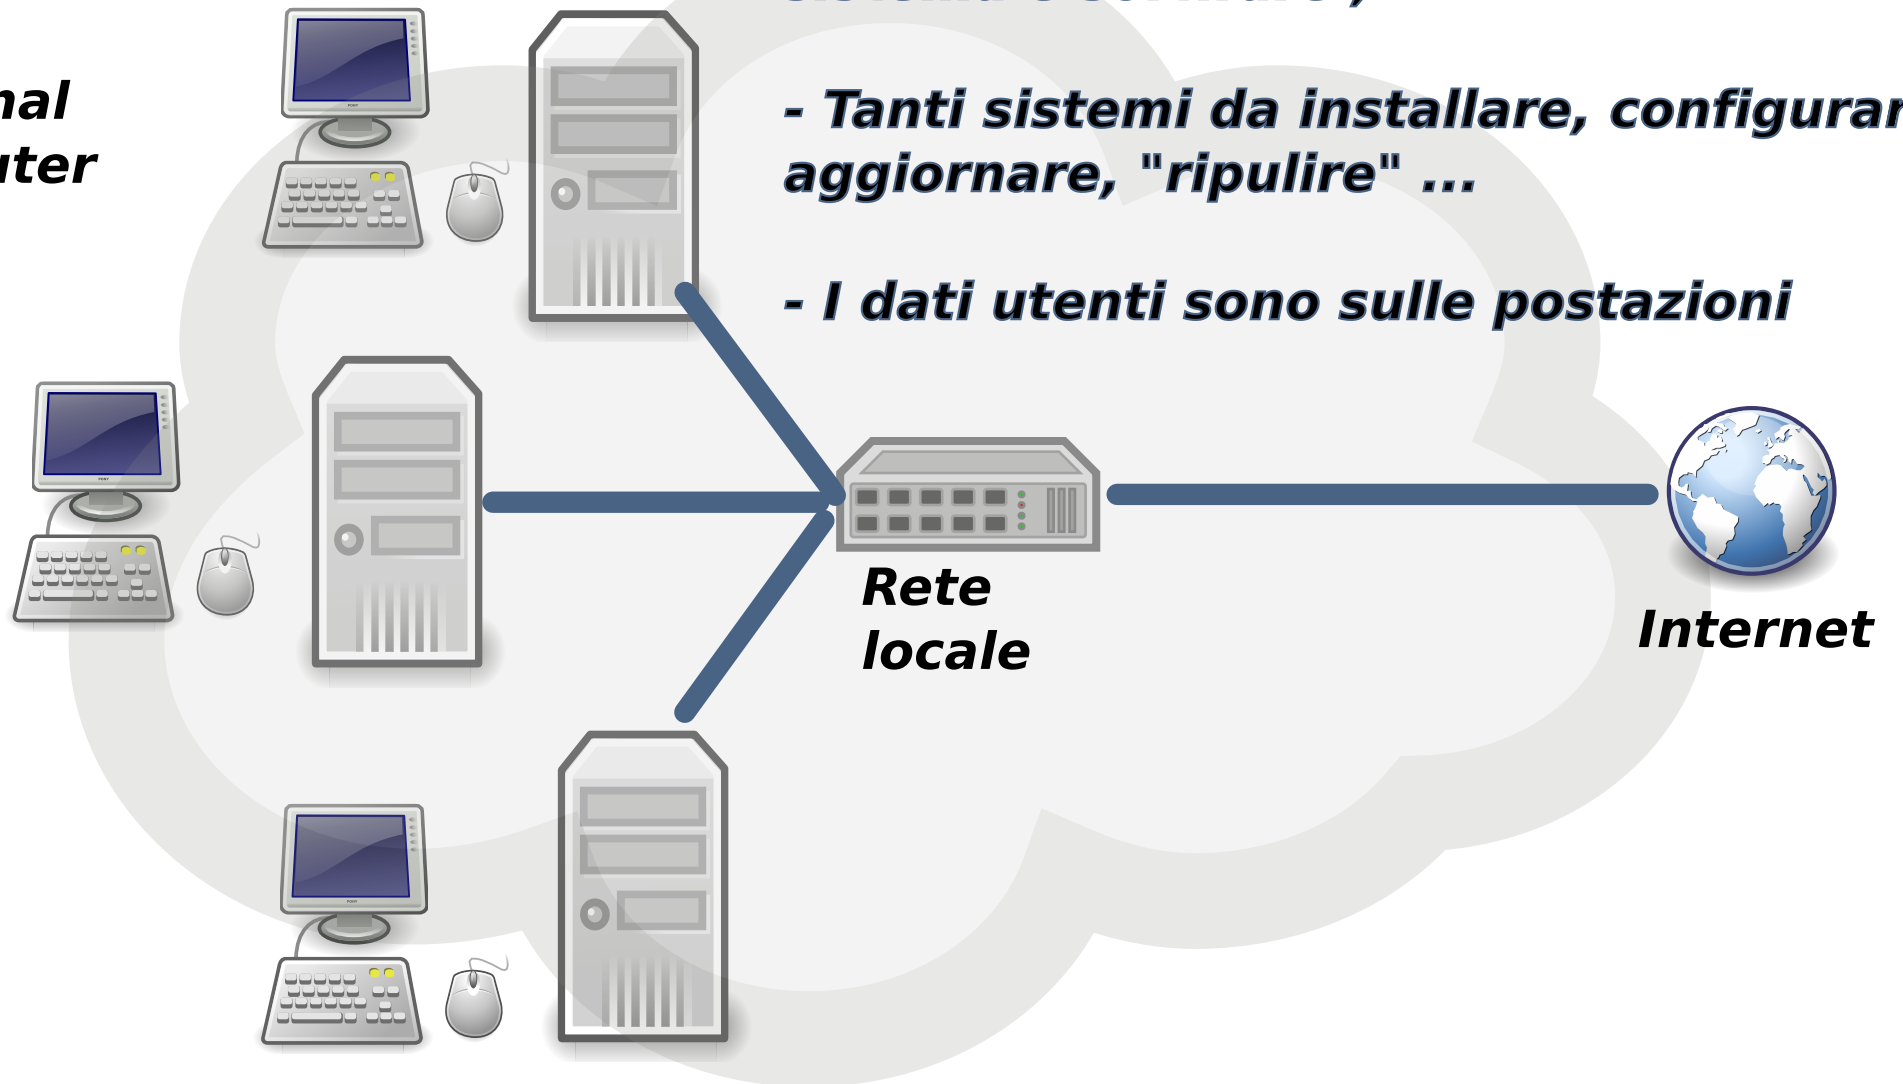 - Tanti sistemi da installare, configurar
aggiornare, "ripulire" ...
- I dati utenti sono sulle postazioni
nal
uter
Rete
locale
Internet